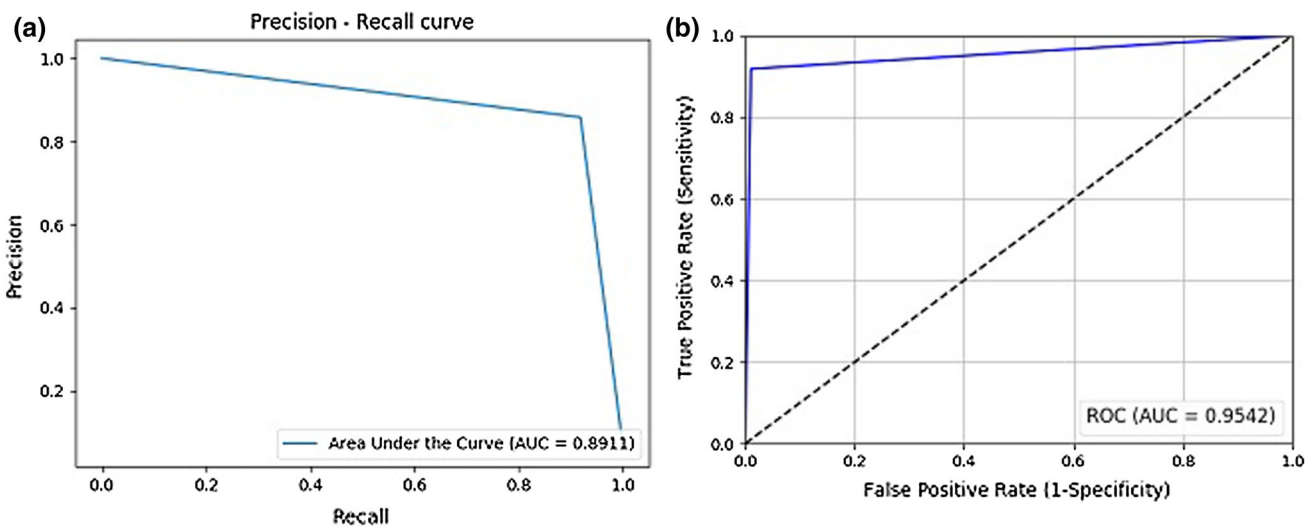 (a)
Precision - Recall curve
1.0
0.8
0.6
0.4
0.2
Precision
Area Under the Curve (AUC = 0.8911)
0.0 0.2 0.4 0.6 0.8 1.0
Recall
(b)
1.0
0.8
0.6
0.4
0.2
0.0
True Positive Rate (Sensitivity)
ROC (AUC = 0.9542)
0.0 0.2 0.4 0.6 0.8 1.0
False Positive Rate (1-Specificity)